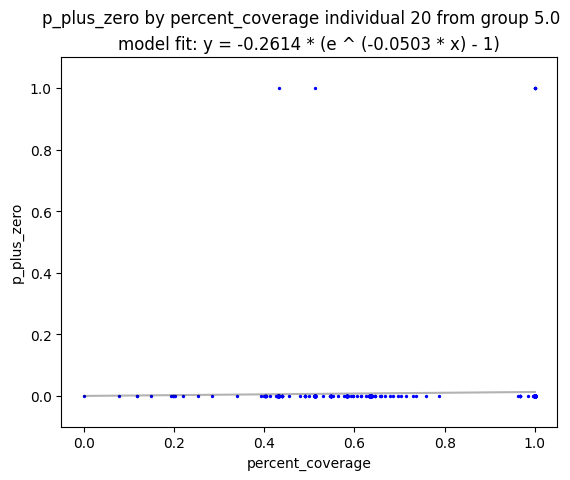 p_plus_zero by percent_coverage individual 20 from group 5.0
model fit: y = -0.2614 * (e ^ (-0.0503 * x) - 1)
1.0
0.8
0.6
0.4
0.2
0.0
p_plus_zero
0.0 0.2 0.4 0.6 0.8 1.0
percent_coverage